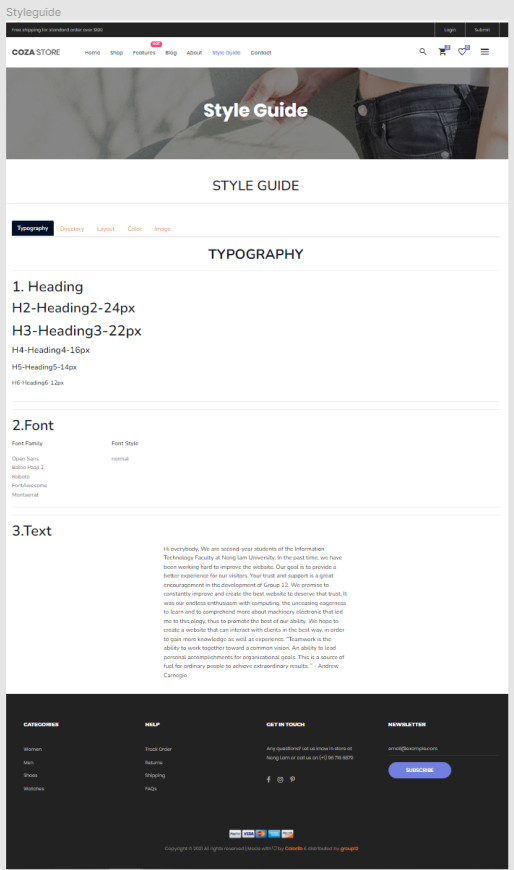 Styleguide
Free shipping for standard order over $100
Login
Submit
COZA STORE
Home
Shop
Features
HOT
Blog
About
Style Guide
Contact
Style Guide
STYLE GUIDE
Typography
Directory
Layout
Color
Image
TYPOGRAPHY
1. Heading
H2-Heading2-24px
H3-Heading3-22px
H4-Heading4-16px
H5-Heading5-14px
H6-Heading6-12px
2.Font
Font Family
Font Style
Open Sans
normal
Baloo Paaji 2
Roboto
FontAwesome
Montserrat
3.Text
Hi everybody. We are second-year students of the Information
Technology Faculty at Nong Lam University. In the past time, we have
been working hard to improve the website. Our goal is to provide a
better experience for our visitors. Your trust and support is a great
encouragement in the development of Group 12. We promise to
constantly improve and create the best website to deserve that trust. It
was our endless enthusiasm with computing, the unceasing eagerness
to learn and to comprehend more about machinery electronic that led
me to this ology, thus to promote the best of our ability. We hope to
create a website that can interact with clients in the best way, in order
to gain more knowledge as well as experience. "Teamwork is the
ability to work together toward a common vision. An ability to lead
personal accomplishments for organizational goals. This is a source of
fuel for ordinary people to achieve extraordinary results. " - Andrew
Carnegie
CATEGORIES
HELP
GET IN TOUCH
NEWSLETTER
Women
Men
Shoes
Watches
Track Order
Returns
Shipping
FAQs
Any questions? Let us know in store at
Nong Lam or call us on (+1) 96 716 6879
email@example.com
SUBSCRIBE
PayPal
VISA
Copyright © 2021 All rights reserved | Made with ♡ by Colorlib & distributed by group12